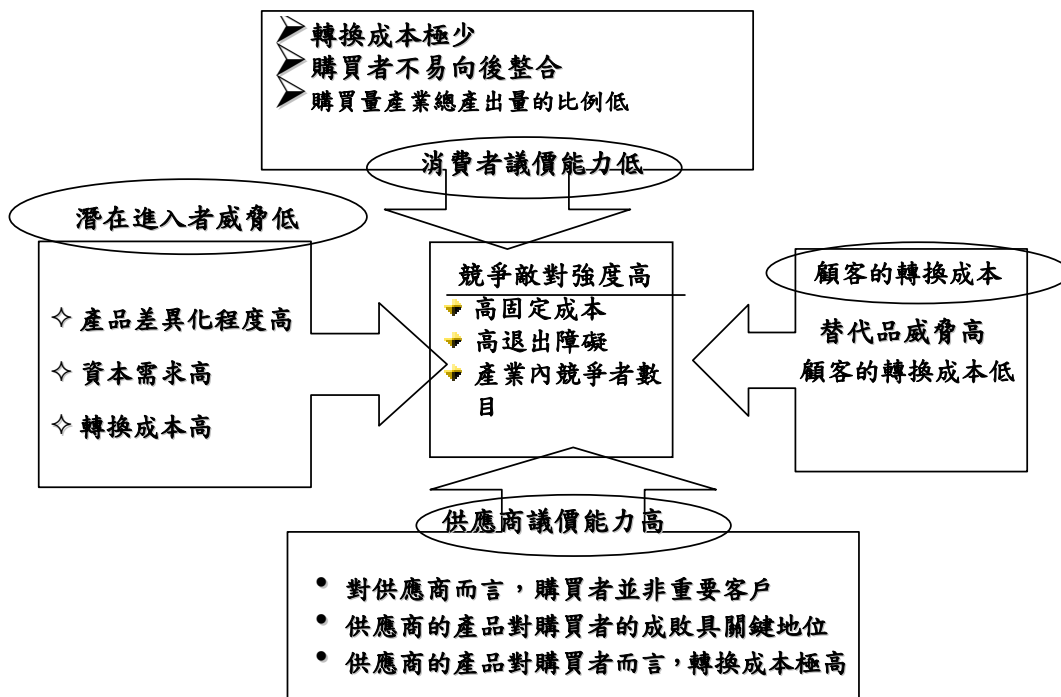 轉換成本極少
購買者不易向後整合
購買量產業總產出量的比例低
消費者議價能力低
潛在進入者威脅低
產品差異化程度高
資本需求高
轉換成本高
競爭敵對強度高
高固定成本
高退出障礙
產業內競爭者數
目
顧客的轉換成本
替代品威脅高
顧客的轉換成本低
供應商議價能力高
對供應商而言，購買者並非重要客戶
供應商的產品對購買者的成敗具關鍵地位
供應商的產品對購買者而言，轉換成本極高